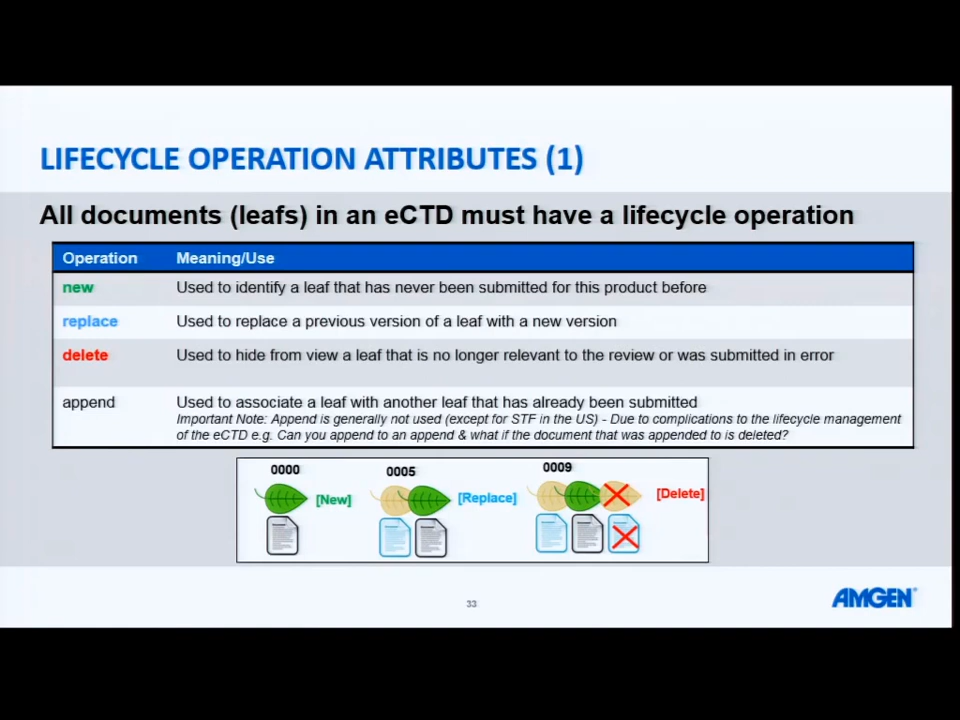 LIFECYCLE OPERATION ATTRIBUTES (1)
All documents (leafs) in an eCTD must have a lifecycle operation
Operation Meaning/Use
new Used to identify a leaf that has never been submitted for this product before
replace Used to replace a previous version of a leaf with a new version
delete Used to hide from view a leaf that is no longer relevant to the review or was submitted in error
append Used to associate a leaf with another leaf that has already been submitted
Important Note: Append is generally not used (except for STF in the US) - Due to complications to the lifecycle management
of the eCTD e.g. Can you append to an append & what if the document that was appended to is deleted?
0000 0005 0009
[New] [Replace] [Delete]
33
AMGEN®